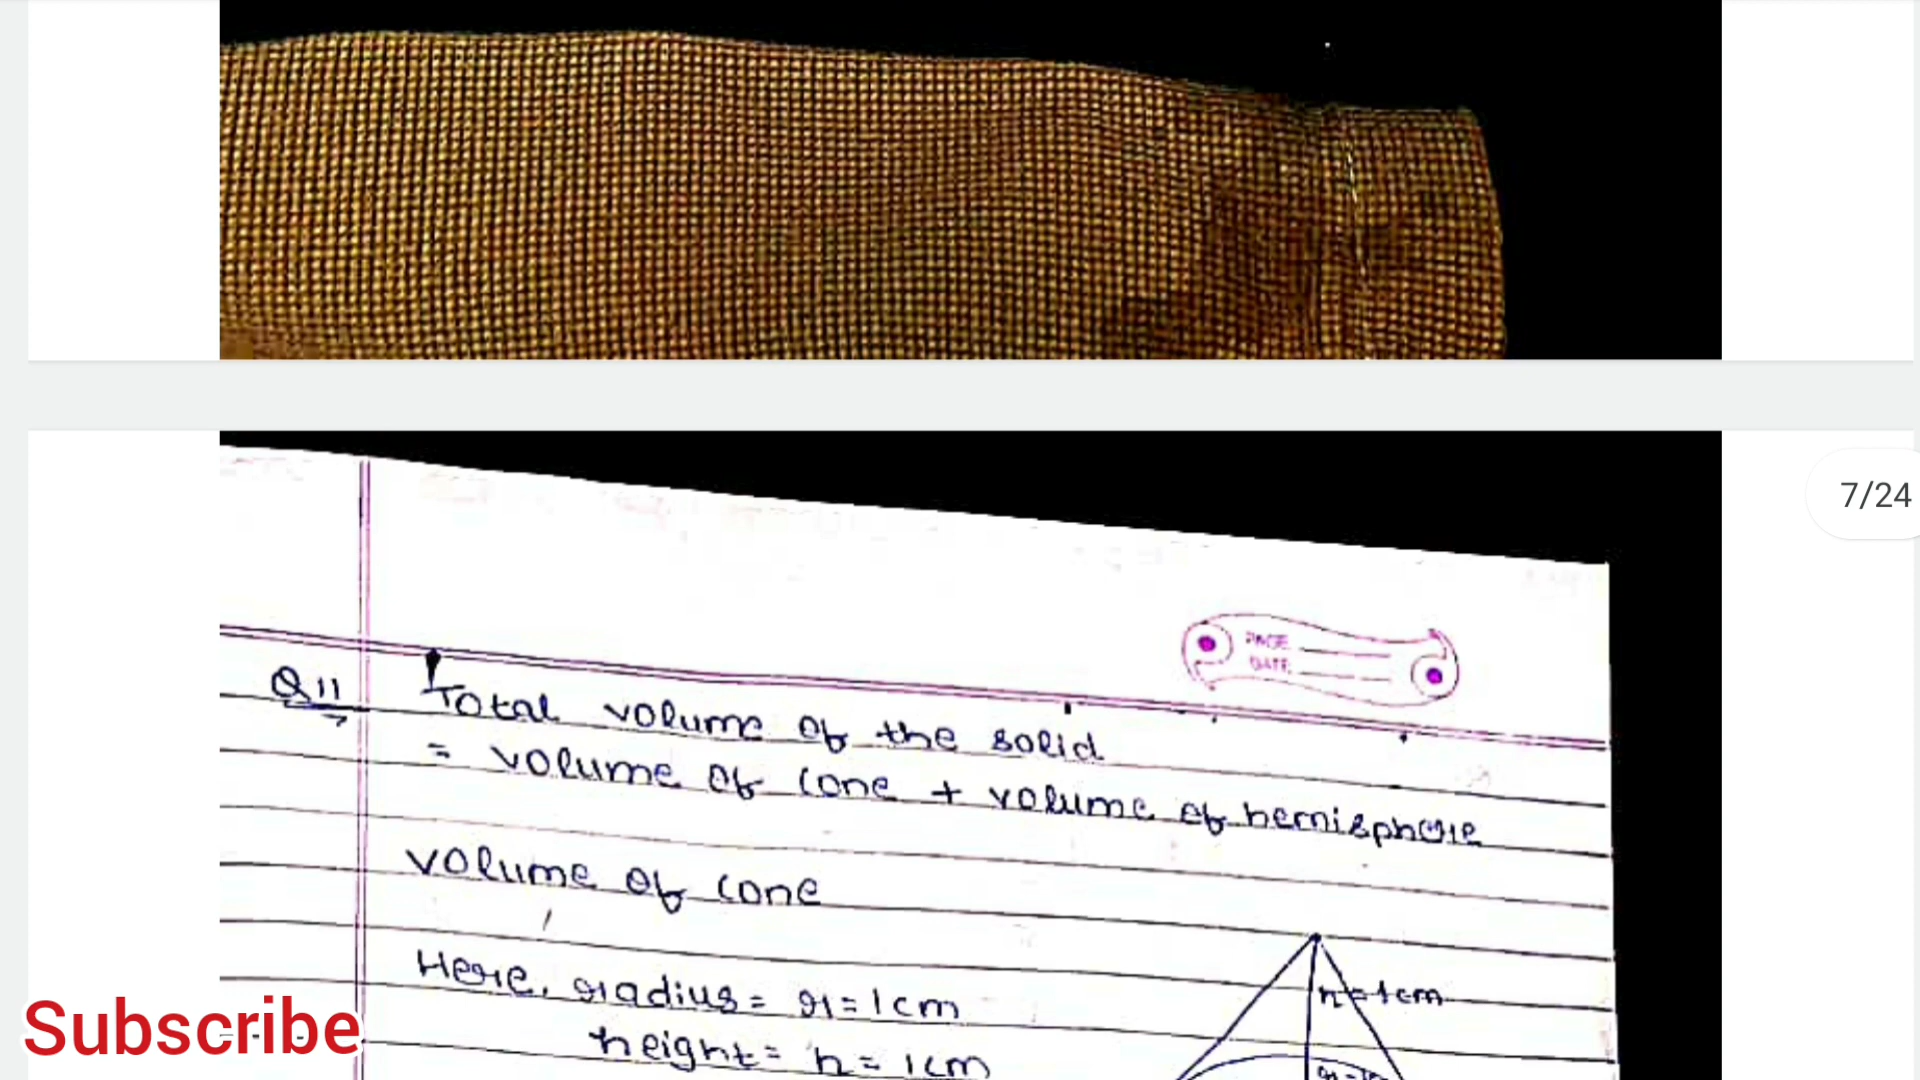 7/24
PAGE
DATE
Q11 Total volume of the solid
= volume of cone + volume of hemisphere
volume of cone
Here, radius = r = 1cm
height = h = 1cm
h = 1cm
Subscribe